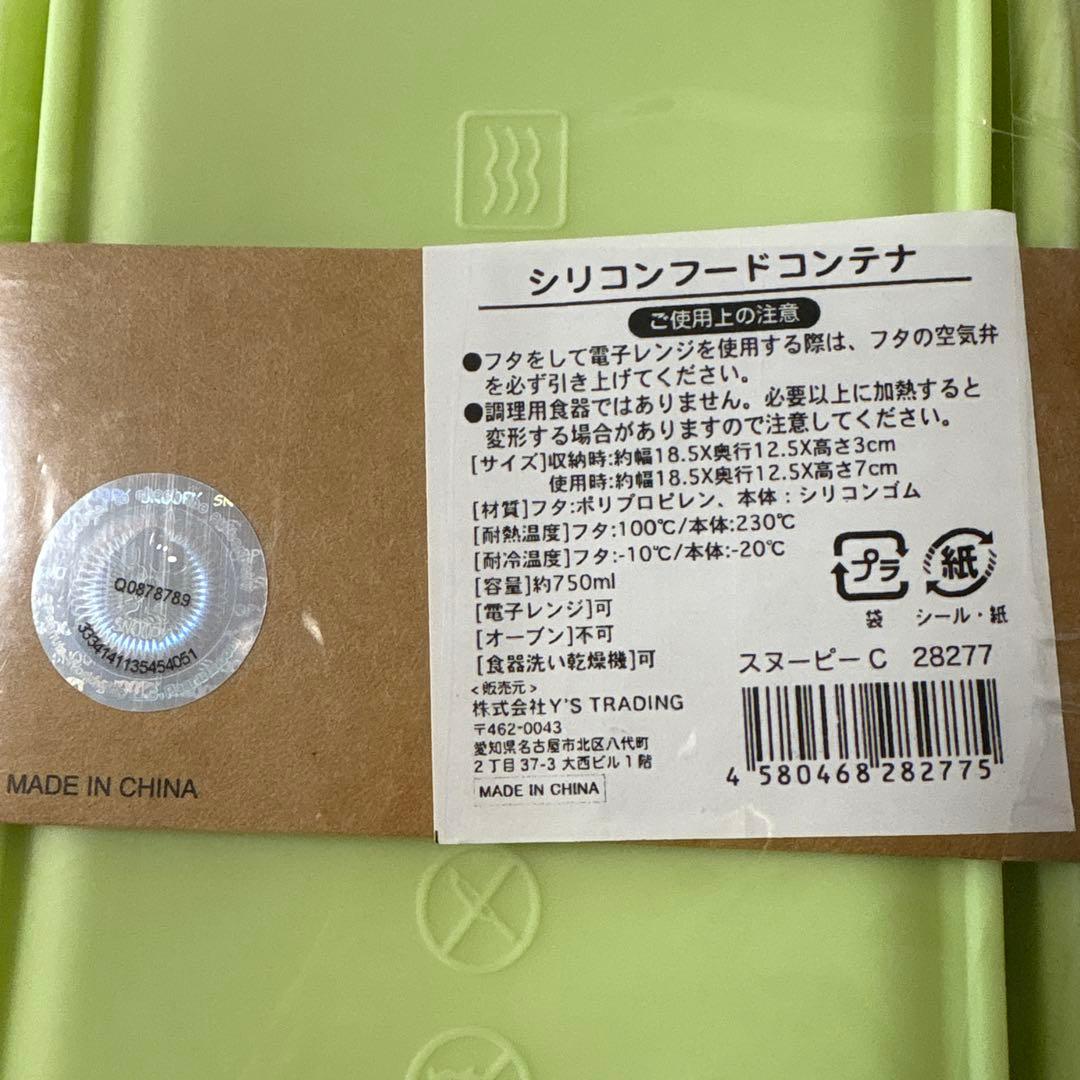 シリコンフードコンテナ
ご使用上の注意
●フタをして電子レンジを使用する際は、フタの空気弁
を必ず引き上げてください。
●調理用食器ではありません。必要以上に加熱すると
変形する場合がありますので注意してください。
[サイズ]収納時:約幅18.5X奥行12.5X高さ3cm
使用時:約幅18.5X奥行12.5X高さ7cm
[材質]フタ:ポリプロピレン、本体：シリコンゴム
[耐熱温度]フタ:100℃/本体:230℃
[耐冷温度]フタ:-10℃/本体:-20℃
[容量]約750ml
[電子レンジ]可
[オーブン]不可
[食器洗い乾燥機]可
<販売元>
株式会社Y'S TRADING
〒462-0043
愛知県名古屋市北区八代町
2丁目37-3 大西ビル1階
MADE IN CHINA
プラ
袋
紙
シール・紙
スヌーピーC 28277
4 580468 282775
Q0878789
3334141135454051
MADE IN CHINA